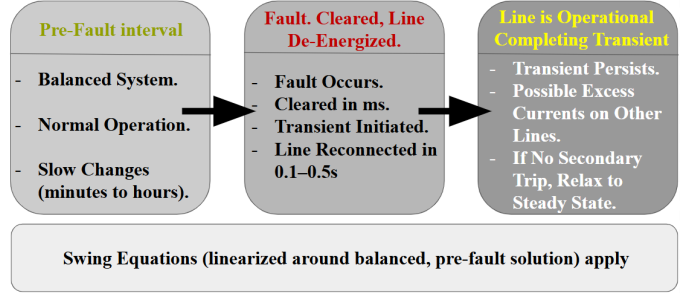 Pre-Fault interval
- Balanced System.
- Normal Operation.
- Slow Changes
(minutes to hours).
Fault. Cleared, Line
De-Energized.
- Fault Occurs.
- Cleared in ms.
- Transient Initiated.
- Line Reconnected in
0.1–0.5s
Line is Operational
Completing Transient
- Transient Persists.
- Possible Excess
Currents on Other
Lines.
- If No Secondary
Trip, Relax to
Steady State.
Swing Equations (linearized around balanced, pre-fault solution) apply